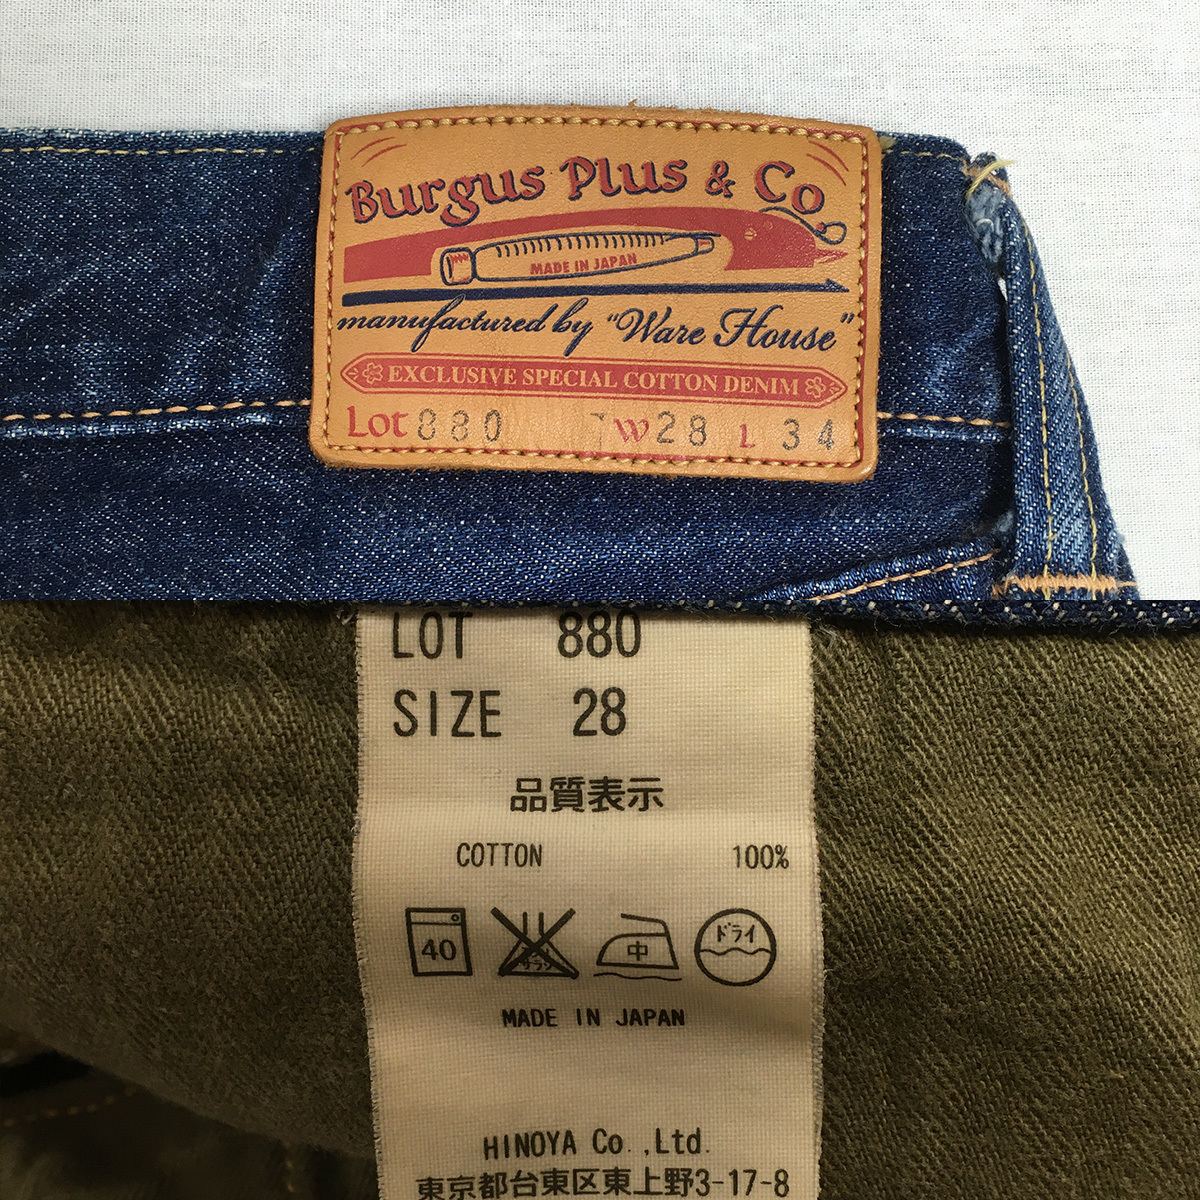 Burgus Plus & Co.
MADE IN JAPAN
manufactured by "Ware House"
EXCLUSIVE SPECIAL COTTON DENIM
Lot 880 W 28 L 34
LOT 880
SIZE 28
品質表示
COTTON 100%
40 中 ドライ
MADE IN JAPAN
HINOYA Co.,Ltd.
東京都台東区東上野3-17-8